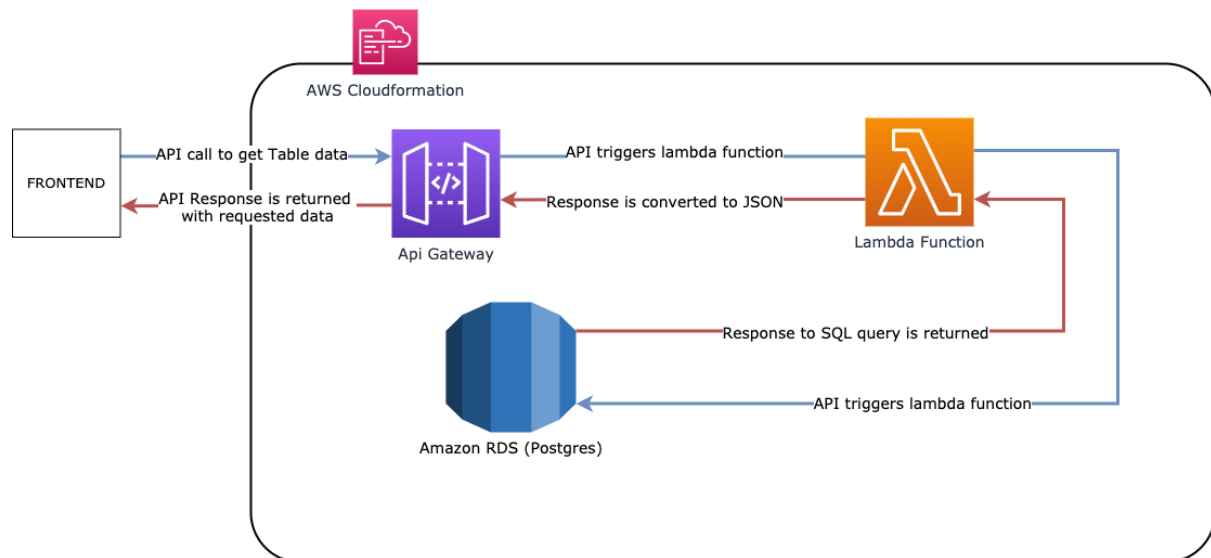 AWS Cloudformation
FRONTEND
API call to get Table data
API Response is returned
with requested data
</>
Api Gateway
API triggers lambda function
Response is converted to JSON
Lambda Function
Response to SQL query is returned
API triggers lambda function
Amazon RDS (Postgres)